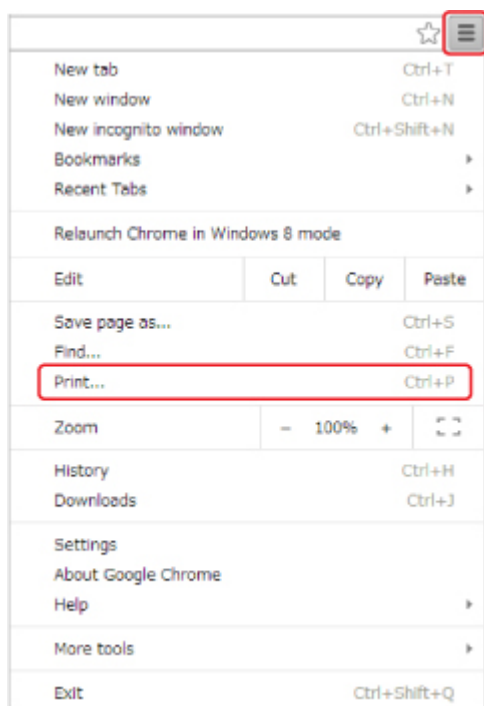 New tab Ctrl+T
New window Ctrl+N
New incognito window Ctrl+Shift+N
Bookmarks
Recent Tabs
Relaunch Chrome in Windows 8 mode
Edit Cut Copy Paste
Save page as... Ctrl+S
Find... Ctrl+F
Print... Ctrl+P
Zoom − 100% +
History Ctrl+H
Downloads Ctrl+J
Settings
About Google Chrome
Help
More tools
Exit Ctrl+Shift+Q